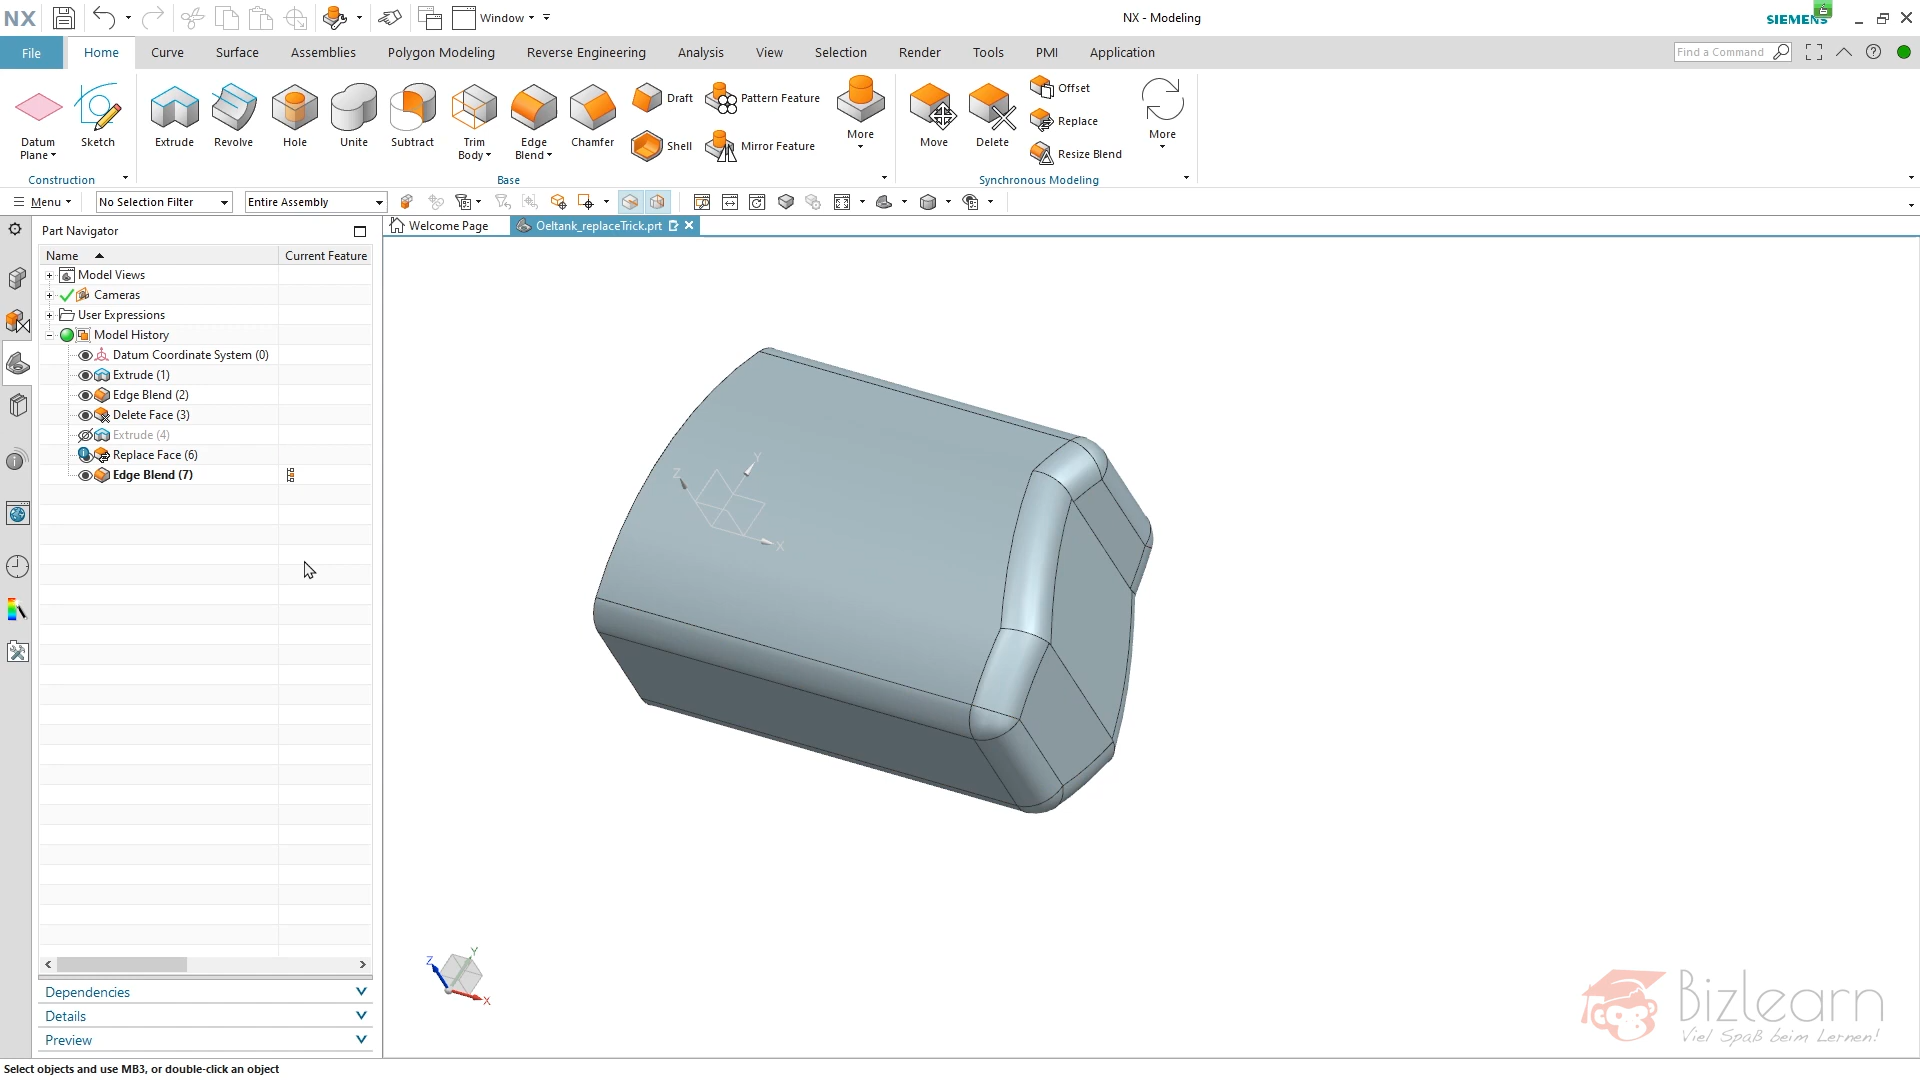 NX
Window
NX - Modeling
SIEMENS
File
Home
Curve
Surface
Assemblies
Polygon Modeling
Reverse Engineering
Analysis
View
Selection
Render
Tools
PMI
Application
Find a Command
Datum
Plane
Sketch
Extrude
Revolve
Hole
Unite
Subtract
Trim
Body
Edge
Blend
Chamfer
Draft
Shell
Pattern Feature
Mirror Feature
More
Move
Delete
Offset
Replace
Resize Blend
More
Construction
Base
Synchronous Modeling
Menu
No Selection Filter
Entire Assembly
Part Navigator
Welcome Page
Oeltank_replaceTrick.prt
Name
Current Feature
Model Views
Cameras
User Expressions
Model History
Datum Coordinate System (0)
Extrude (1)
Edge Blend (2)
Delete Face (3)
Extrude (4)
Replace Face (6)
Edge Blend (7)
Y
Z
X
Y
Z
X
Dependencies
Details
Preview
Bizlearn
Viel Spaß beim Lernen!
Select objects and use MB3, or double-click an object